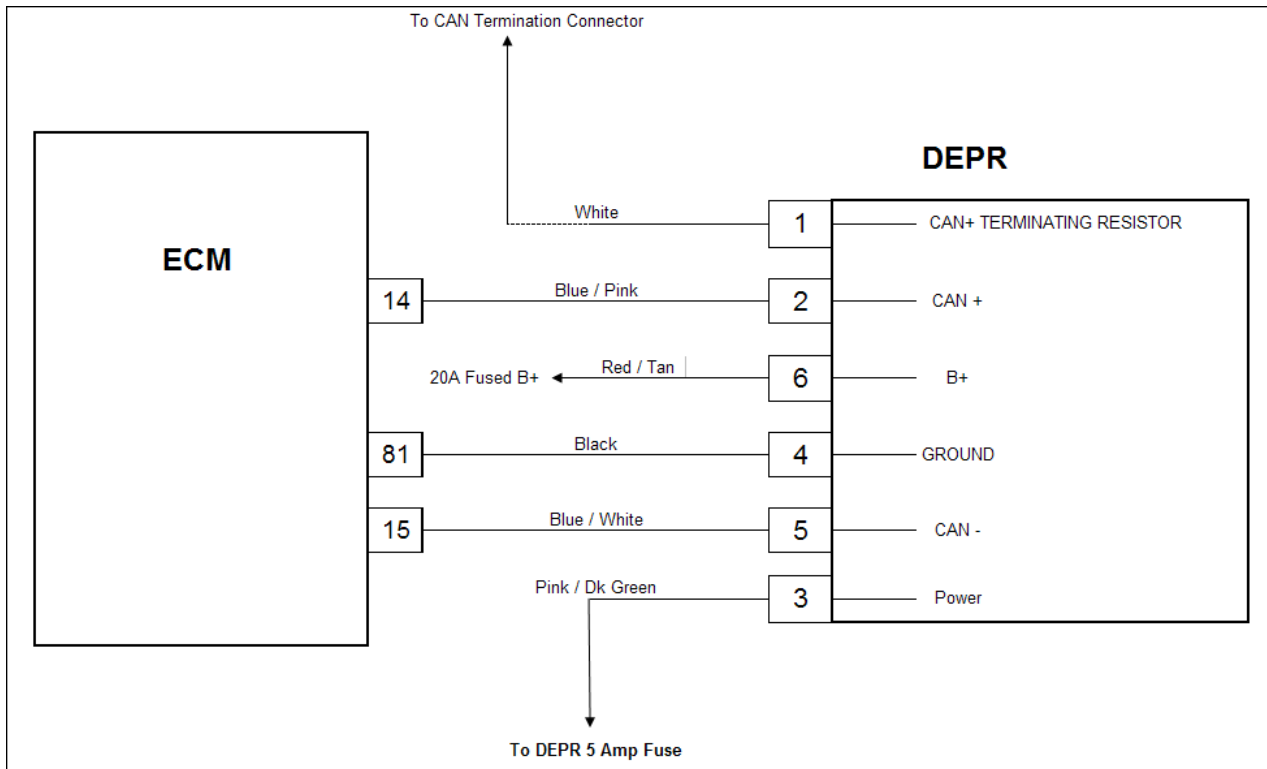 To CAN Termination Connector
DEPR
White
1
CAN+ TERMINATING RESISTOR
ECM
14
Blue / Pink
2
CAN +
20A Fused B+
Red / Tan
6
B+
81
Black
4
GROUND
15
Blue / White
5
CAN -
Pink / Dk Green
3
Power
To DEPR 5 Amp Fuse